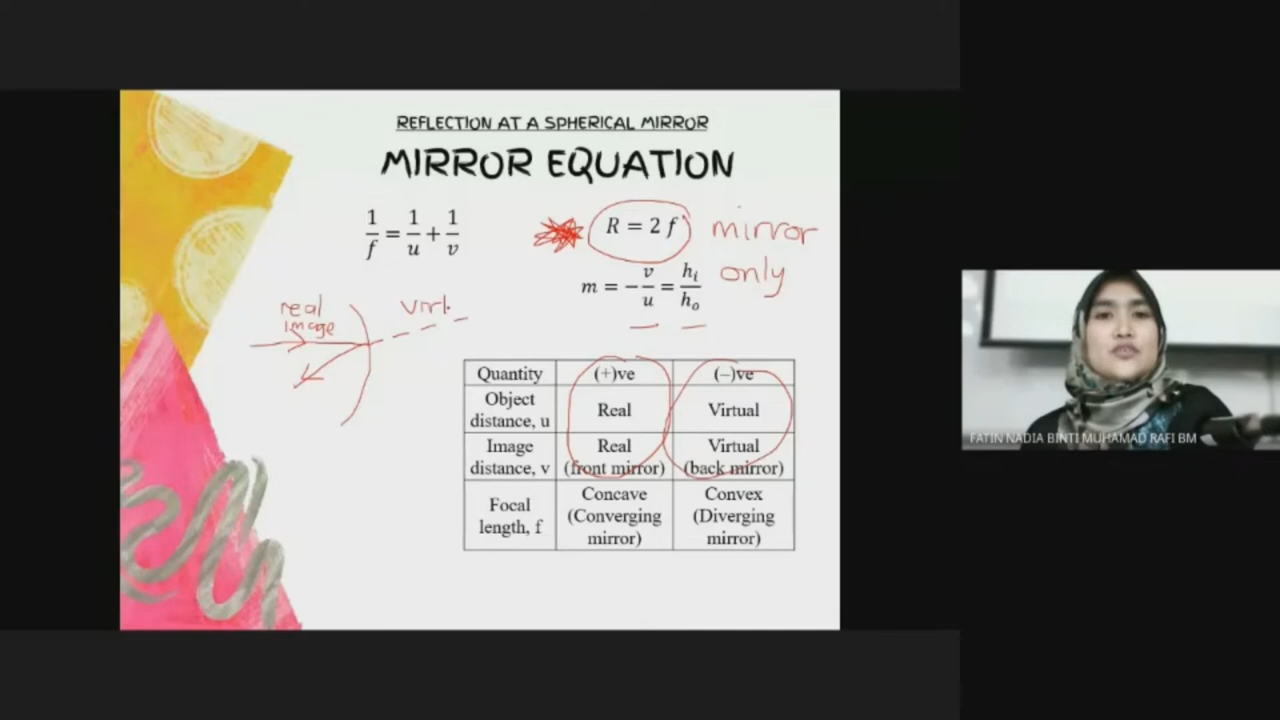 REFLECTION AT A SPHERICAL MIRROR
MIRROR EQUATION
1/f = 1/u + 1/v
R = 2 f
mirror
only
m = − v/u = hᵢ/hₒ
real
image
Virt.
Quantity (+)ve (–)ve
Object distance, u Real Virtual
Image distance, v Real (front mirror) Virtual (back mirror)
Focal length, f Concave (Converging mirror) Convex (Diverging mirror)
FATIN NADIA BINTI MUHAMAD RAFI BM